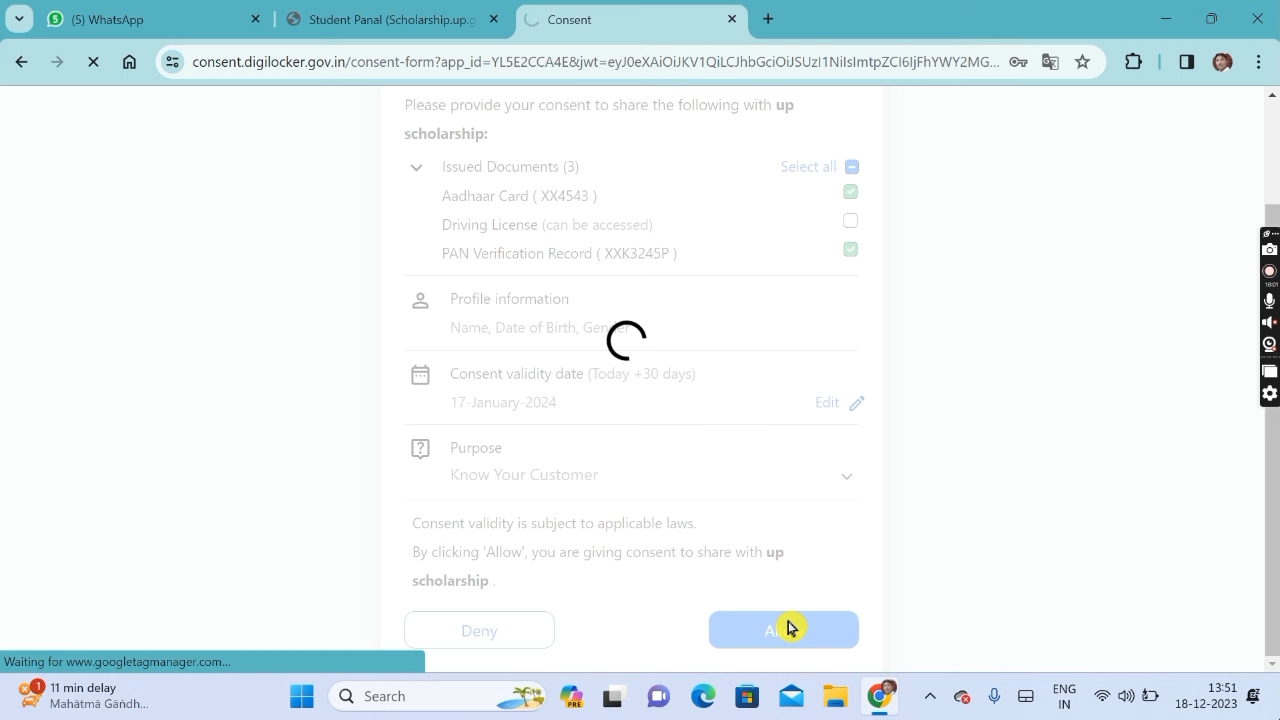 (5) WhatsApp
Student Panel (Scholarship.up.g
Consent
consent.digilocker.gov.in/consent-form?app_id=YL5E2CCA4E&jwt=eyJ0eXAiOiJKV1QiLCJhbGciOiJSUzI1NiIsImtpZCI6IjFhYWY2MG...
Please provide your consent to share the following with up
scholarship:
Issued Documents (3) Select all
Aadhaar Card ( XX4543 )
Driving License (can be accessed)
PAN Verification Record ( XXK3245P )
Profile information
Name, Date of Birth, Gender
Consent validity date (Today +30 days)
17-January-2024 Edit
Purpose
Know Your Customer
Consent validity is subject to applicable laws.
By clicking 'Allow', you are giving consent to share with up
scholarship .
Deny
Waiting for www.googletagmanager.com...
1
11 min delay
Mahātmā Gāndh...
Search
PRE
ENG
IN
13:51
18-12-2023